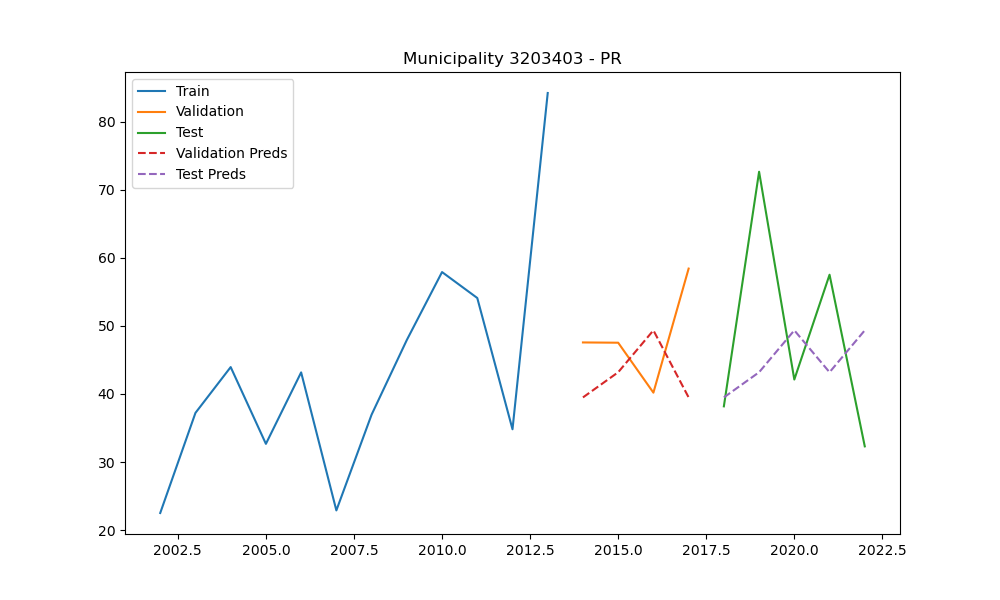 Municipality 3203403 - PR
Train
Validation
Test
Validation Preds
Test Preds
80
70
60
50
40
30
20
2002.5 2005.0 2007.5 2010.0 2012.5 2015.0 2017.5 2020.0 2022.5